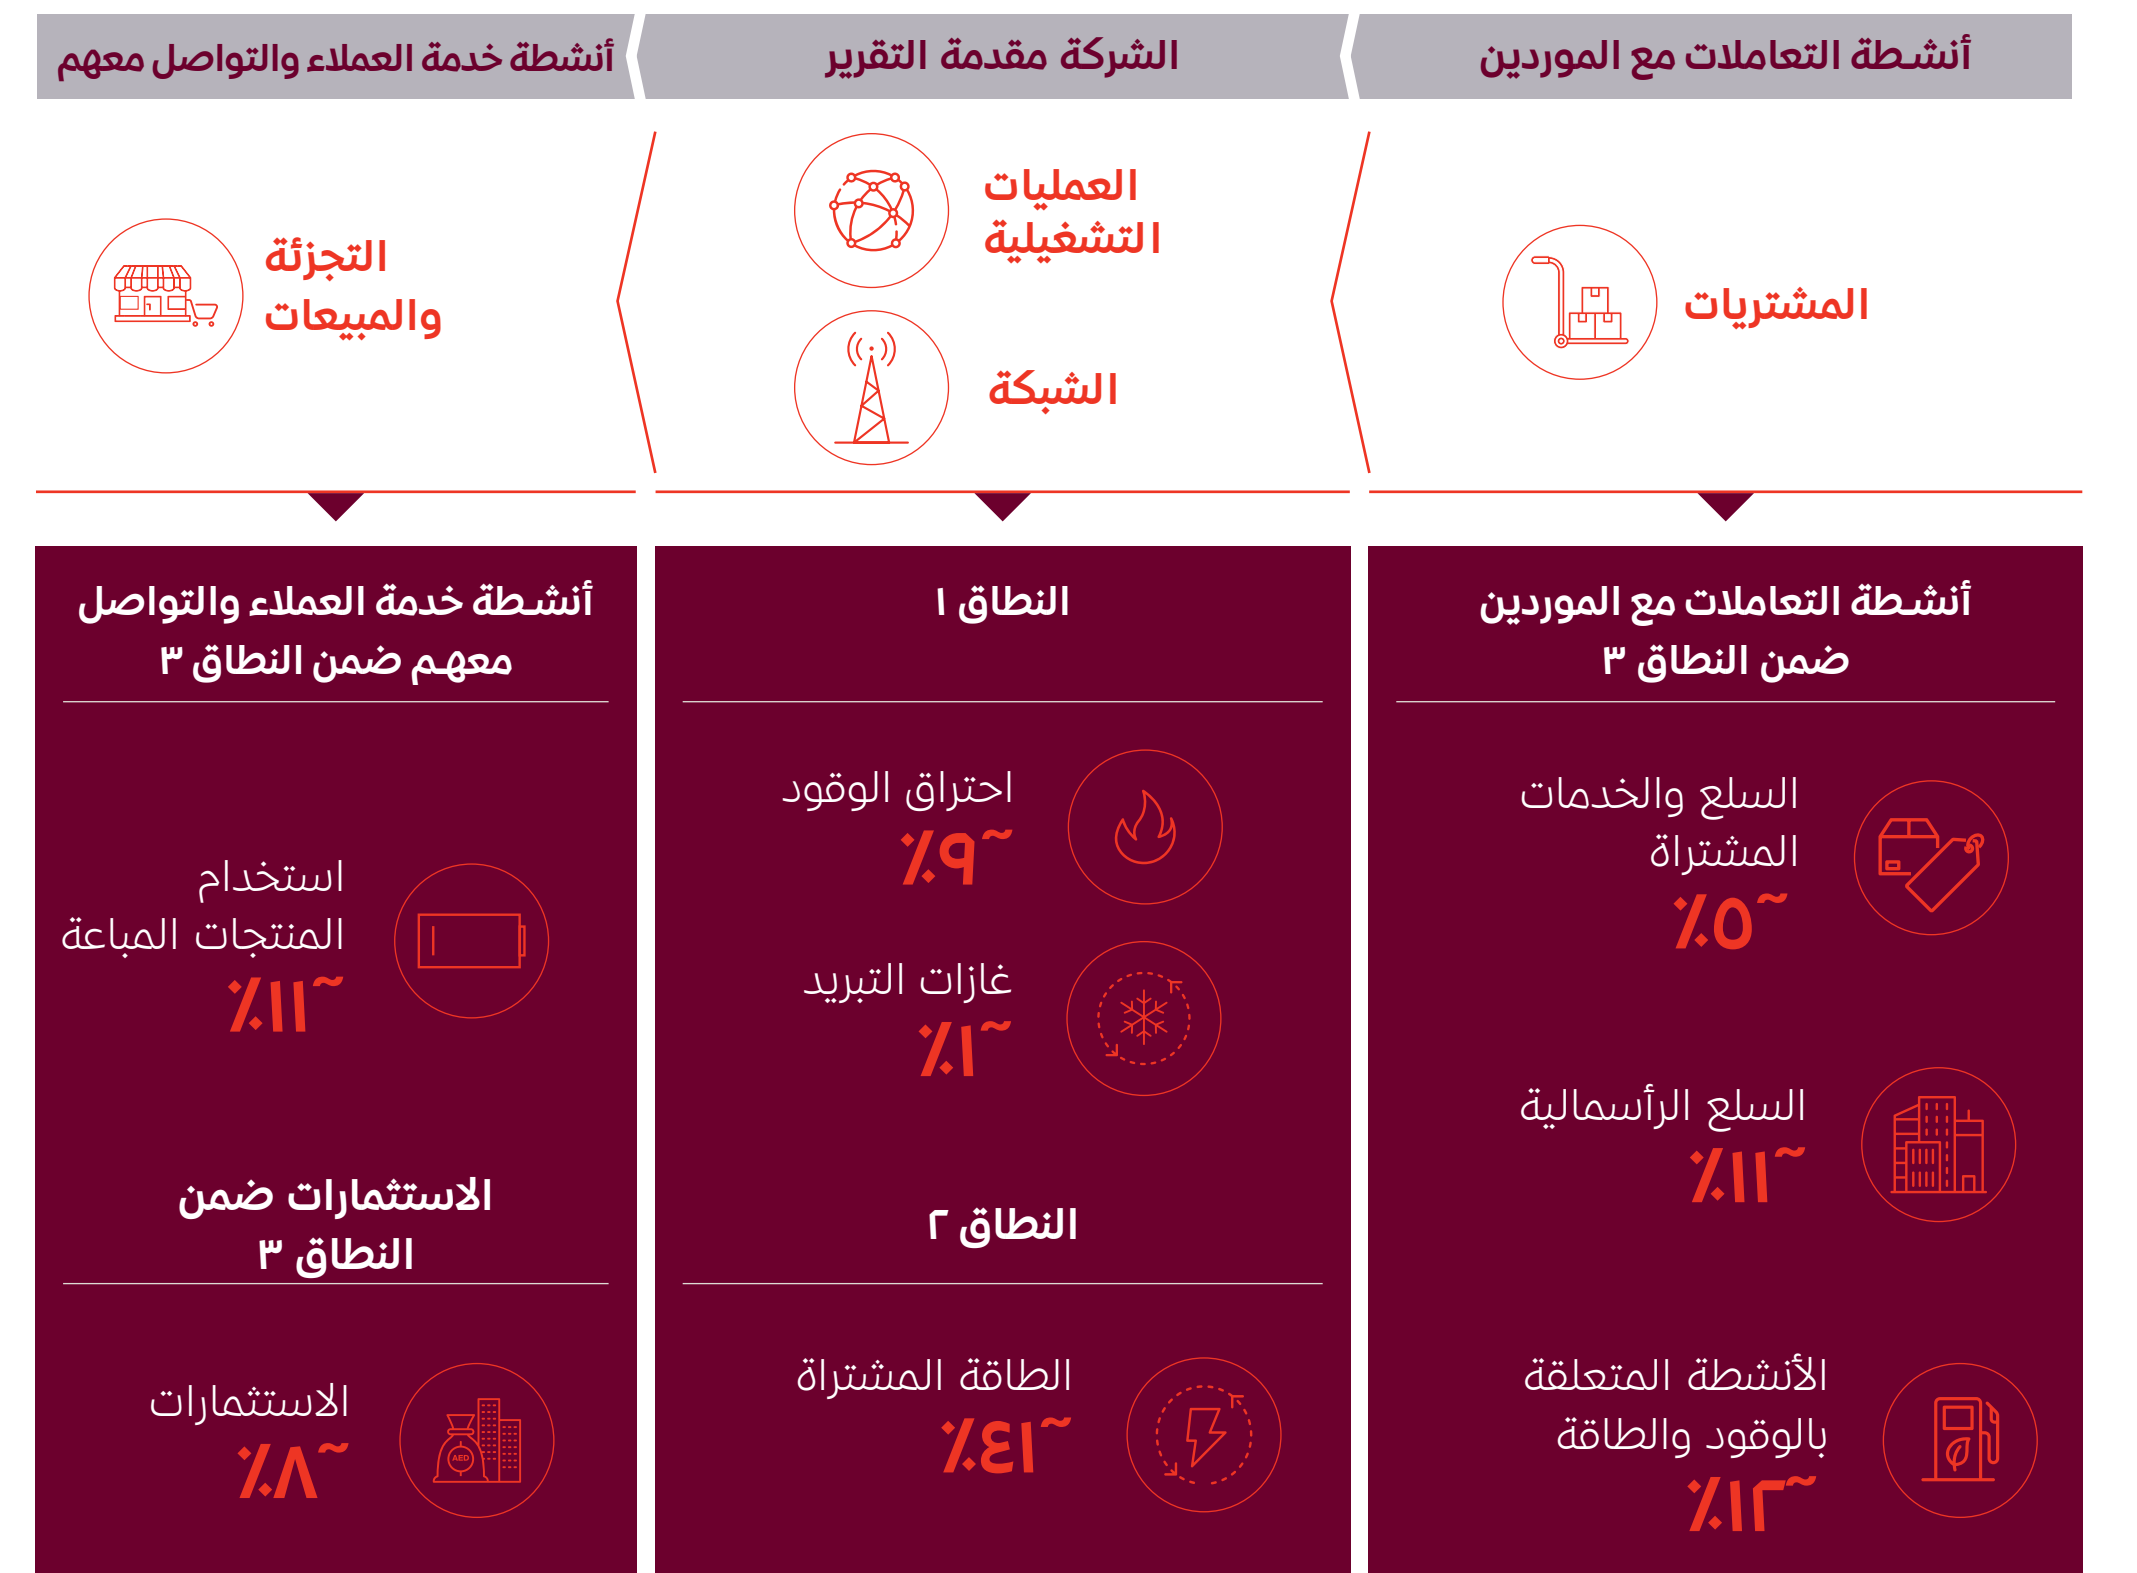 أنشطة التعاملات مع الموردين
الشركة مقدمة التقرير
أنشطة خدمة العملاء والتواصل معهم
المشتريات
العمليات
التشغيلية
الشبكة
التجزئة
والمبيعات
أنشطة التعاملات مع الموردين
ضمن النطاق ٣
السلع والخدمات
المشتراة
~٥٪
السلع الرأسمالية
~١١٪
الأنشطة المتعلقة
بالوقود والطاقة
~١٢٪
النطاق ١
احتراق الوقود
~٩٪
غازات التبريد
~١٪
النطاق ٢
الطاقة المشتراة
~٤١٪
أنشطة خدمة العملاء والتواصل
معهم ضمن النطاق ٣
استخدام
المنتجات المباعة
~١١٪
الاستثمارات ضمن
النطاق ٣
الاستثمارات
~٨٪
AED